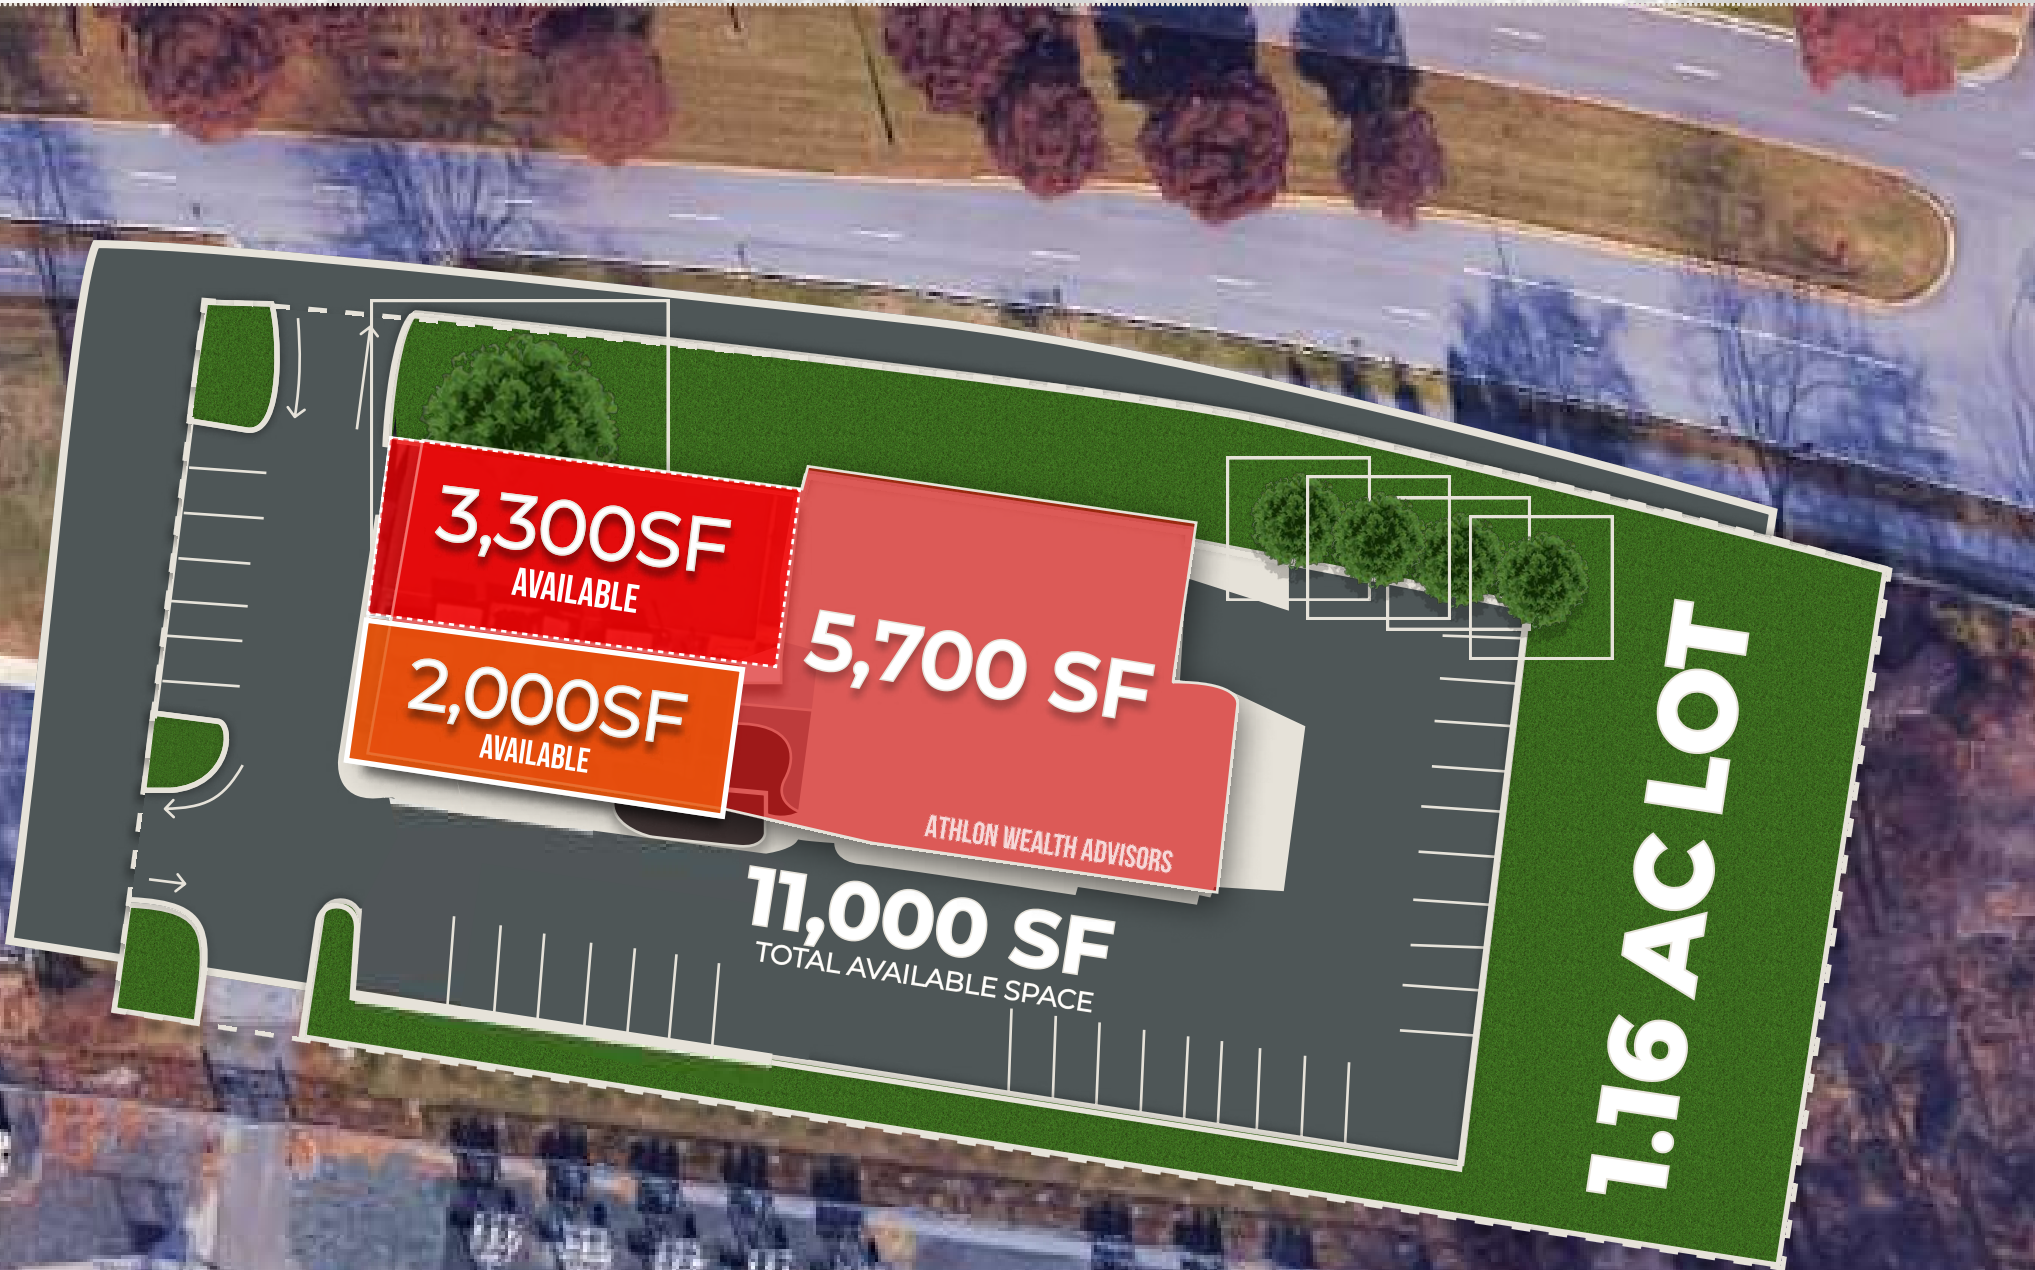 3,300SF
AVAILABLE
2,000SF
AVAILABLE
5,700 SF
ATHLON WEALTH ADVISORS
11,000 SF
TOTAL AVAILABLE SPACE
1.16 AC LOT